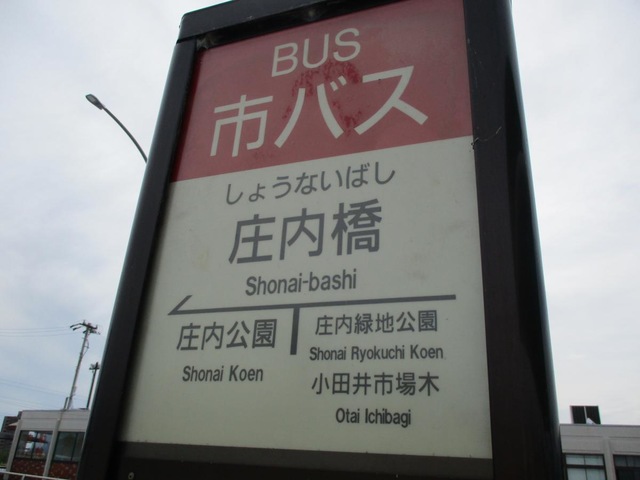 BUS
市バス
しょうないばし
庄内橋
Shonai-bashi
庄内公園
Shonai Koen
庄内緑地公園
Shonai Ryokuchi Koen
小田井市場木
Otai Ichibagi